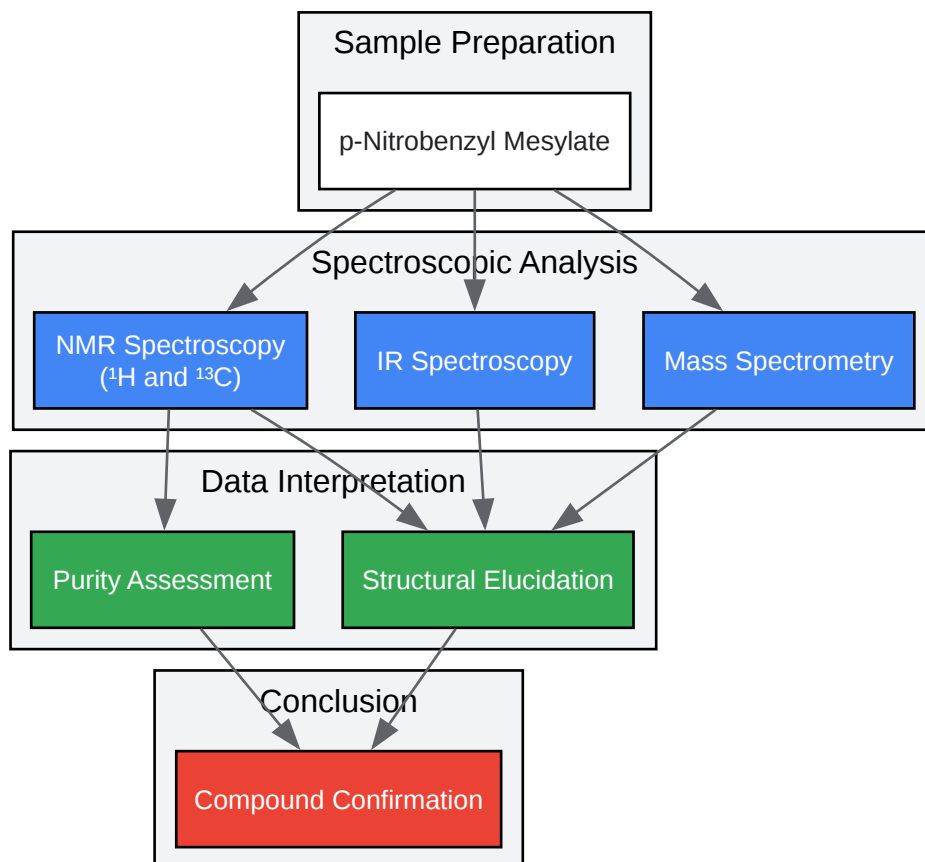 Sample Preparation
p-Nitrobenzyl Mesylate
Spectroscopic Analysis
NMR Spectroscopy
(¹H and ¹³C)
IR Spectroscopy
Mass Spectrometry
Data Interpretation
Purity Assessment
Structural Elucidation
Conclusion
Compound Confirmation